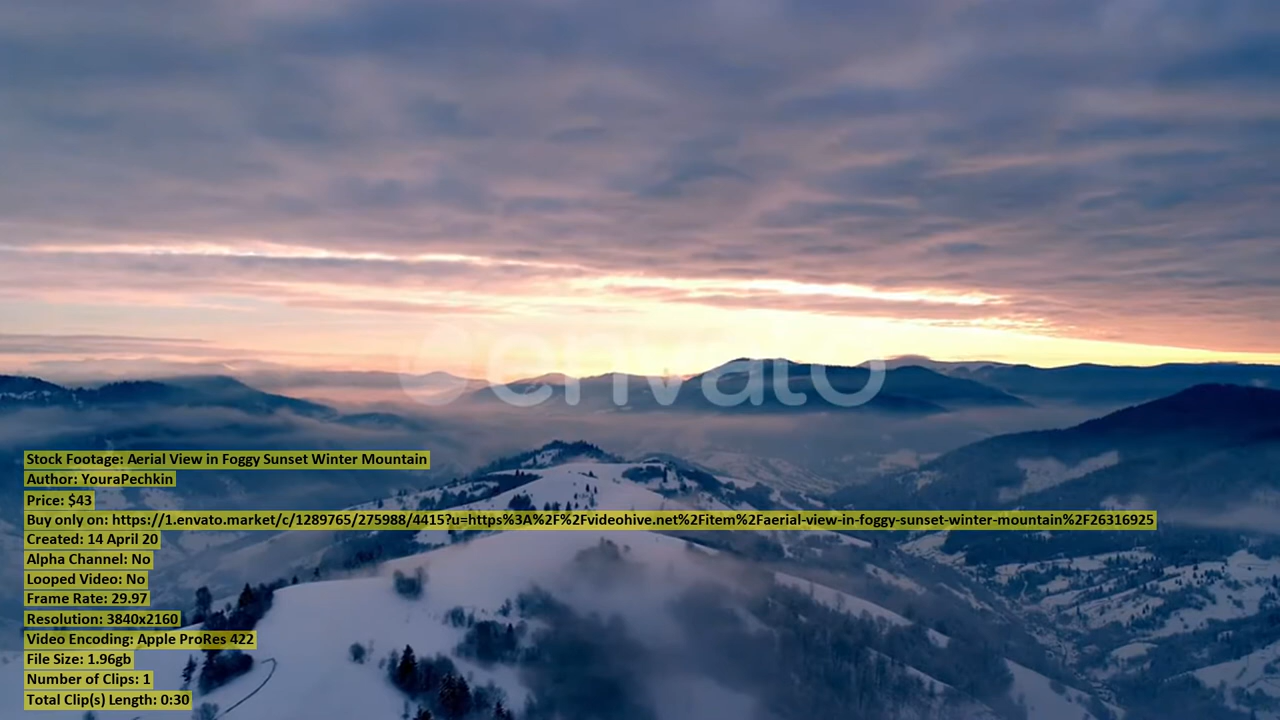 envato
Stock Footage: Aerial View in Foggy Sunset Winter Mountain
Author: YouraPechkin
Price: $43
Buy only on: https://1.envato.market/c/1289765/275988/4415?u=https%3A%2F%2Fvideohive.net%2Fitem%2Faerial-view-in-foggy-sunset-winter-mountain%2F26316925
Created: 14 April 20
Alpha Channel: No
Looped Video: No
Frame Rate: 29.97
Resolution: 3840x2160
Video Encoding: Apple ProRes 422
File Size: 1.96gb
Number of Clips: 1
Total Clip(s) Length: 0:30